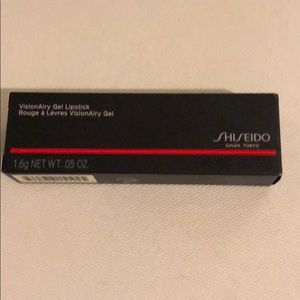 VisionAiry Gel Lipstick
Rouge à Lèvres VisionAiry Gel
SHISEIDO
GINZA TOKYO
1.6g NET WT. .05 OZ.